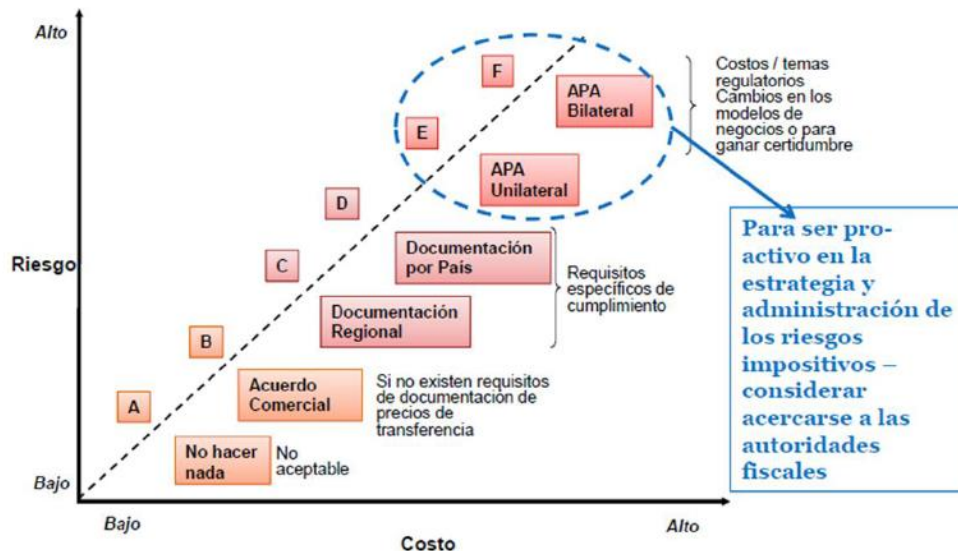 Alto
F
APA
Bilateral
Costos / temas
regulatorios
Cambios en los
modelos de
negocios o para
ganar certidumbre
E
APA
Unilateral
D
Para ser pro-
activo en la
estrategia y
administración de
los riesgos
impositivos –
considerar
acercarse a las
autoridades
fiscales
Riesgo
C
Documentación
por País
Requisitos
específicos de
cumplimiento
Documentación
Regional
B
Acuerdo
Comercial
Si no existen requisitos
de documentación de
precios de
transferencia
A
No hacer
nada
No
aceptable
Bajo
Bajo
Alto
Costo